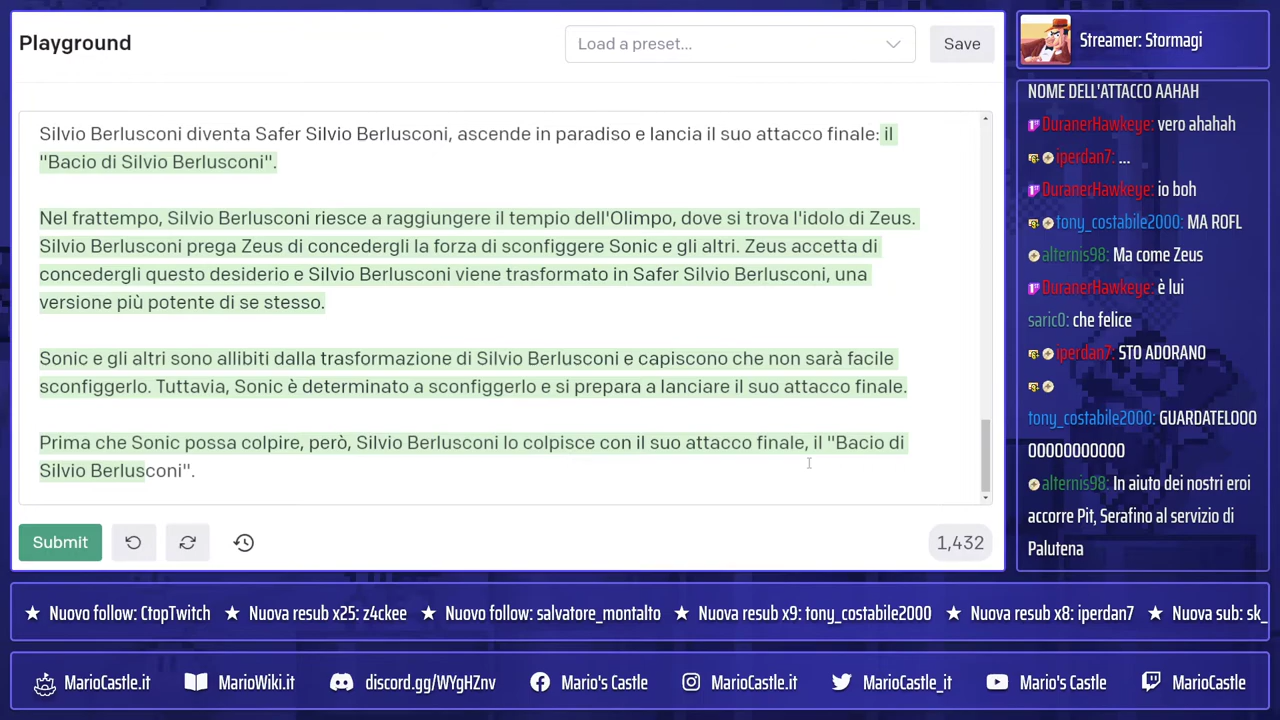 Playground
Load a preset...
Save
Silvio Berlusconi diventa Safer Silvio Berlusconi, ascende in paradiso e lancia il suo attacco finale: il
"Bacio di Silvio Berlusconi".
Nel frattempo, Silvio Berlusconi riesce a raggiungere il tempio dell'Olimpo, dove si trova l'idolo di Zeus.
Silvio Berlusconi prega Zeus di concedergli la forza di sconfiggere Sonic e gli altri. Zeus accetta di
concedergli questo desiderio e Silvio Berlusconi viene trasformato in Safer Silvio Berlusconi, una
versione più potente di se stesso.
Sonic e gli altri sono allibiti dalla trasformazione di Silvio Berlusconi e capiscono che non sarà facile
sconfiggerlo. Tuttavia, Sonic è determinato a sconfiggerlo e si prepara a lanciare il suo attacco finale.
Prima che Sonic possa colpire, però, Silvio Berlusconi lo colpisce con il suo attacco finale, il "Bacio di
Silvio Berlusconi".
Submit
1,432
Streamer: Stormagi
NOME DELL'ATTACCO AAHAH
DuranerHawkeye: vero ahahah
iperdan7: ...
DuranerHawkeye: io boh
tony_costabile2000: MA ROFL
alternis98: Ma come Zeus
DuranerHawkeye: è lui
saric0: che felice
iperdan7: STO ADORANO
tony_costabile2000: GUARDATELOOO
OOOOOOOOOOO
alternis98: In aiuto dei nostri eroi
accorre Pit, Serafino al servizio di
Palutena
★ Nuovo follow: CtopTwitch ★ Nuova resub x25: z4ckee ★ Nuovo follow: salvatore_montalto ★ Nuova resub x9: tony_costabile2000 ★ Nuova resub x8: iperdan7 ★ Nuova sub: sk_
MarioCastle.it MarioWiki.it discord.gg/WYgHZnv Mario's Castle MarioCastle.it MarioCastle_it Mario's Castle MarioCastle